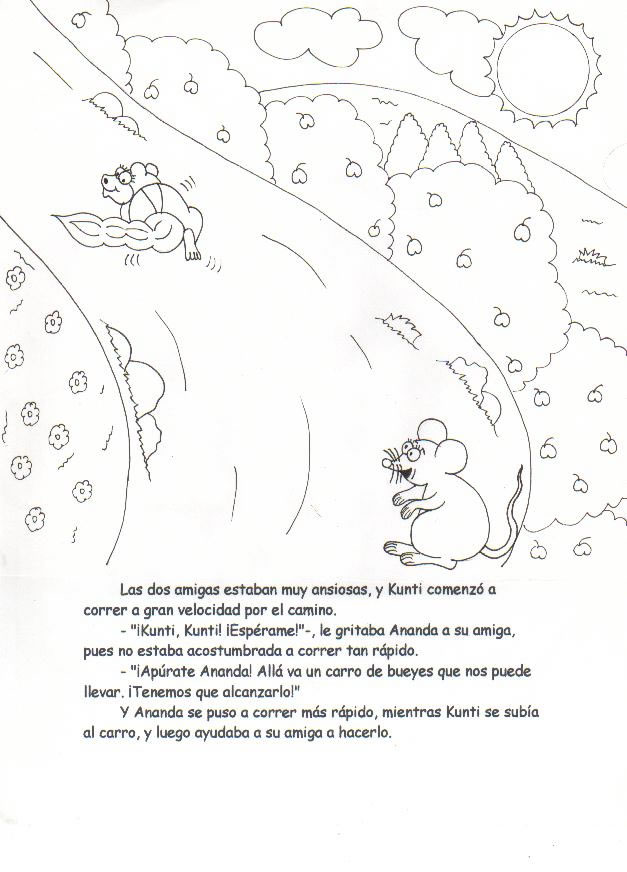 Las dos amigas estaban muy ansiosas, y Kunti comenzó a
correr a gran velocidad por el camino.
- "¡Kunti, Kunti! ¡Espérame!"-, le gritaba Ananda a su amiga,
pues no estaba acostumbrada a correr tan rápido.
- "¡Apúrate Ananda! Allá va un carro de bueyes que nos puede
llevar. ¡Tenemos que alcanzarlo!"
Y Ananda se puso a correr más rápido, mientras Kunti se subía
al carro, y luego ayudaba a su amiga a hacerlo.